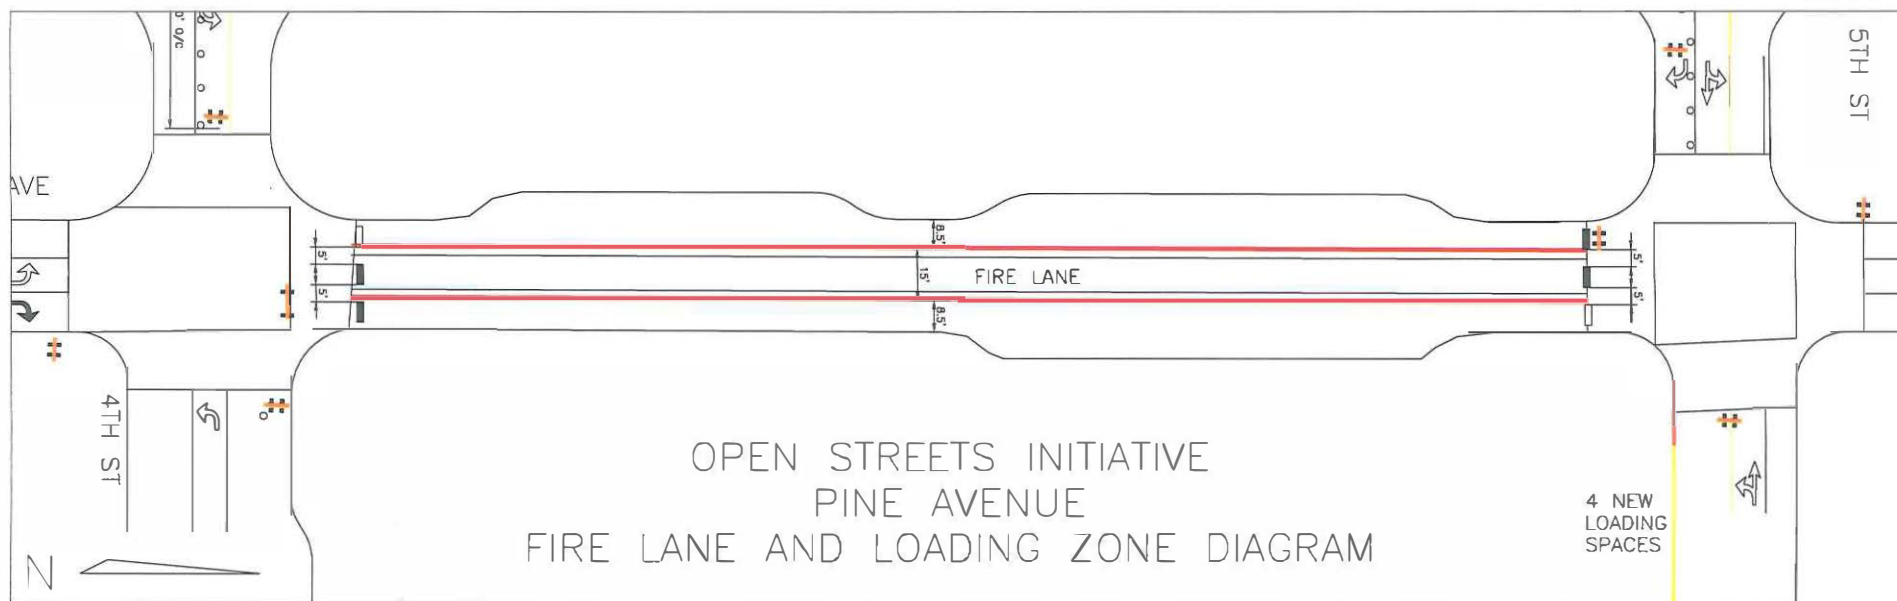 0' o/c
5TH ST
AVE
8.5'
5'
5'
15'
FIRE LANE
5'
5'
8.5'
4TH ST
OPEN STREETS INITIATIVE
PINE AVENUE
FIRE LANE AND LOADING ZONE DIAGRAM
4 NEW
LOADING
SPACES
N